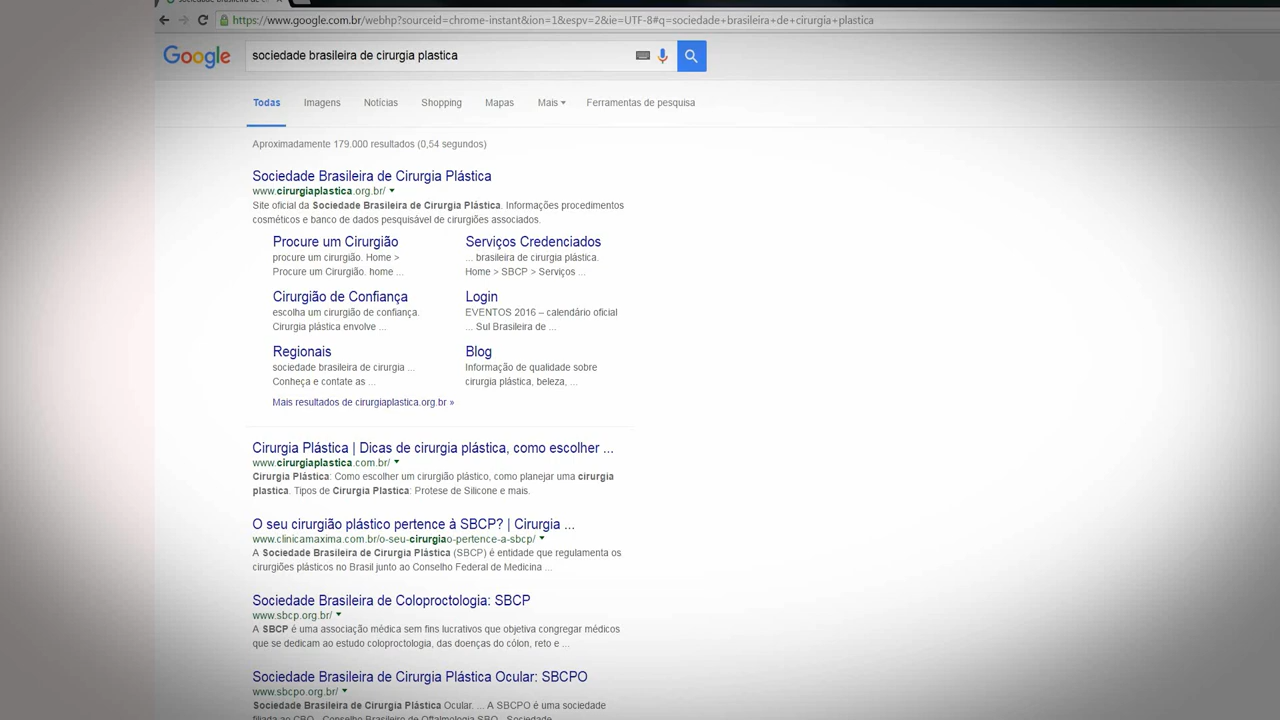 https://www.google.com.br/webhp?sourceid=chrome-instant&ion=1&espv=2&ie=UTF-8#q=sociedade+brasileira+de+cirurgia+plastica
Google sociedade brasileira de cirurgia plastica
Todas Imagens Notícias Shopping Mapas Mais Ferramentas de pesquisa
Aproximadamente 179.000 resultados (0,54 segundos)
Sociedade Brasileira de Cirurgia Plástica
www.cirurgiaplastica.org.br/
Site oficial da Sociedade Brasileira de Cirurgia Plástica. Informações procedimentos
cosméticos e banco de dados pesquisável de cirurgiões associados.
Procure um Cirurgião
procure um cirurgião. Home >
Procure um Cirurgião. home ...
Serviços Credenciados
... brasileira de cirurgia plástica.
Home > SBCP > Serviços ...
Cirurgião de Confiança
escolha um cirurgião de confiança.
Cirurgia plástica envolve ...
Login
EVENTOS 2016 – calendário oficial
... Sul Brasileira de ...
Regionais
sociedade brasileira de cirurgia ...
Conheça e contate as ...
Blog
Informação de qualidade sobre
cirurgia plástica, beleza, ...
Mais resultados de cirurgiaplastica.org.br »
Cirurgia Plástica | Dicas de cirurgia plástica, como escolher ...
www.cirurgiaplastica.com.br/
Cirurgia Plástica: Como escolher um cirurgião plástico, como planejar uma cirurgia
plastica. Tipos de Cirurgia Plastica: Protese de Silicone e mais.
O seu cirurgião plástico pertence à SBCP? | Cirurgia ...
www.clinicamaxima.com.br/o-seu-cirurgiao-pertence-a-sbcp/
A Sociedade Brasileira de Cirurgia Plástica (SBCP) é entidade que regulamenta os
cirurgiões plásticos no Brasil junto ao Conselho Federal de Medicina ...
Sociedade Brasileira de Coloproctologia: SBCP
www.sbcp.org.br/
A SBCP é uma associação médica sem fins lucrativos que objetiva congregar médicos
que se dedicam ao estudo coloproctologia, das doenças do cólon, reto e ...
Sociedade Brasileira de Cirurgia Plástica Ocular: SBCPO
www.sbcpo.org.br/
Sociedade Brasileira de Cirurgia Plástica Ocular. ... A SBCPO é uma sociedade
filiada ao CBO - Conselho Brasileiro de Oftalmologia SBO - Sociedade